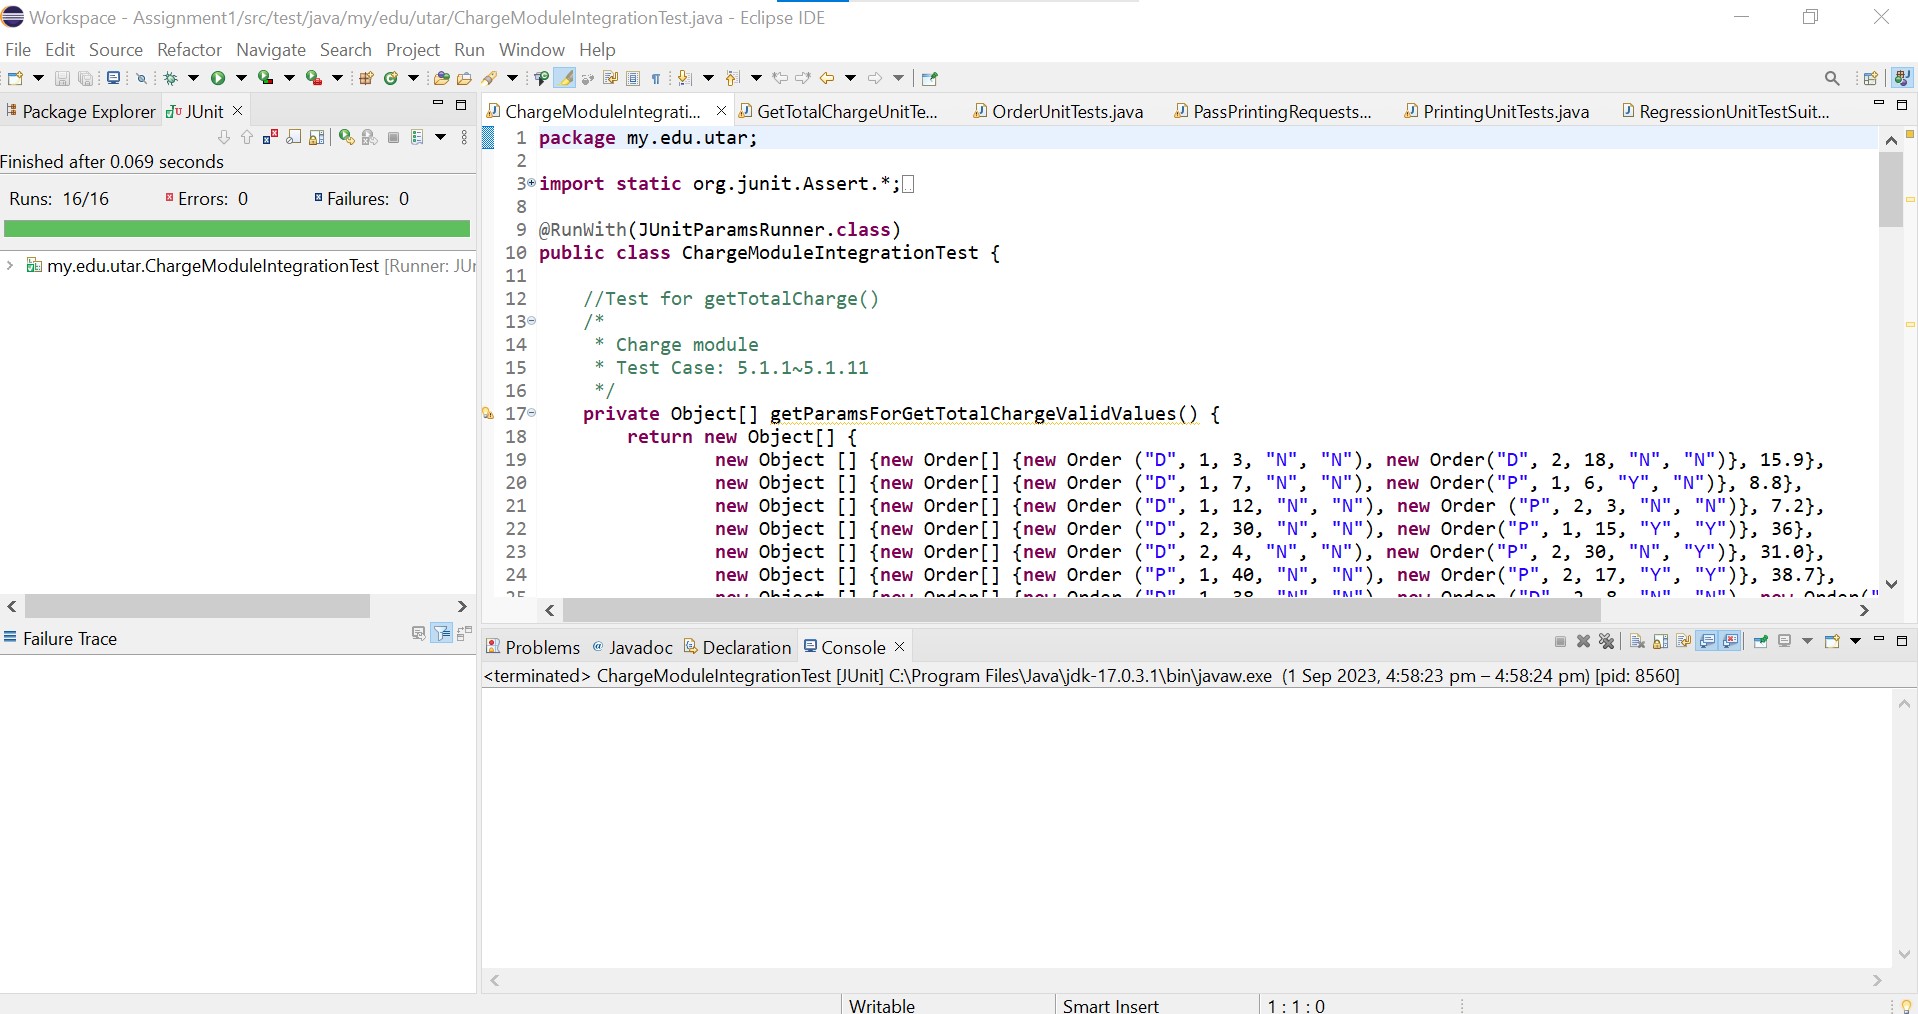 Workspace - Assignment1/src/test/java/my/edu/utar/ChargeModuleIntegrationTest.java - Eclipse IDE
File Edit Source Refactor Navigate Search Project Run Window Help
Package Explorer JUnit
Finished after 0.069 seconds
Runs: 16/16 Errors: 0 Failures: 0
my.edu.utar.ChargeModuleIntegrationTest [Runner: JUr
Failure Trace
ChargeModuleIntegrati... GetTotalChargeUnitTe... OrderUnitTests.java PassPrintingRequests... PrintingUnitTests.java RegressionUnitTestSuit...
1 package my.edu.utar;
2
3 import static org.junit.Assert.*;
8
9 @RunWith(JUnitParamsRunner.class)
10 public class ChargeModuleIntegrationTest {
11
12 //Test for getTotalCharge()
13 /*
14 * Charge module
15 * Test Case: 5.1.1~5.1.11
16 */
17 private Object[] getParamsForGetTotalChargeValidValues() {
18 return new Object[] {
19 new Object [] {new Order[] {new Order ("D", 1, 3, "N", "N"), new Order("D", 2, 18, "N", "N")}, 15.9},
20 new Object [] {new Order[] {new Order ("D", 1, 7, "N", "N"), new Order("P", 1, 6, "Y", "N")}, 8.8},
21 new Object [] {new Order[] {new Order ("D", 1, 12, "N", "N"), new Order ("P", 2, 3, "N", "N")}, 7.2},
22 new Object [] {new Order[] {new Order ("D", 2, 30, "N", "N"), new Order("P", 1, 15, "Y", "Y")}, 36},
23 new Object [] {new Order[] {new Order ("D", 2, 4, "N", "N"), new Order("P", 2, 30, "N", "Y")}, 31.0},
24 new Object [] {new Order[] {new Order ("P", 1, 40, "N", "N"), new Order("P", 2, 17, "Y", "Y")}, 38.7},
Problems Javadoc Declaration Console
<terminated> ChargeModuleIntegrationTest [JUnit] C:\Program Files\Java\jdk-17.0.3.1\bin\javaw.exe (1 Sep 2023, 4:58:23 pm – 4:58:24 pm) [pid: 8560]
Writable Smart Insert 1 : 1 : 0